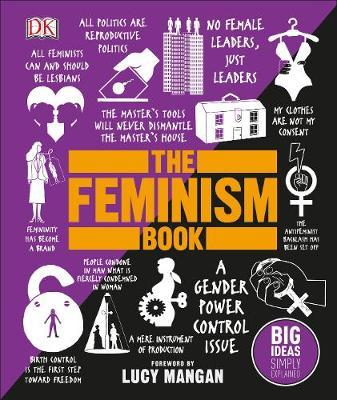 DK
ALL POLITICS ARE
REPRODUCTIVE
POLITICS
NO FEMALE
LEADERS,
JUST
LEADERS
ALL FEMINISTS
CAN AND SHOULD
BE LESBIANS
THE MASTER'S TOOLS
WILL NEVER DISMANTLE
THE MASTER'S HOUSE
MY CLOTHES
ARE NOT MY
CONSENT
THE
FEMINISM
BOOK
FEMININITY
HAS BECOME
A BRAND
THE
ANTIFEMINIST
BACKLASH HAS
BEEN SET OFF
PEOPLE CONDONE
IN MAN WHAT IS
FIERCELY CONDEMNED
IN WOMAN
A
GENDER
POWER
CONTROL
ISSUE
A MERE INSTRUMENT
OF PRODUCTION
BIRTH CONTROL
IS THE FIRST STEP
TOWARD FREEDOM
BIG
IDEAS
SIMPLY
EXPLAINED
FOREWORD BY
LUCY MANGAN